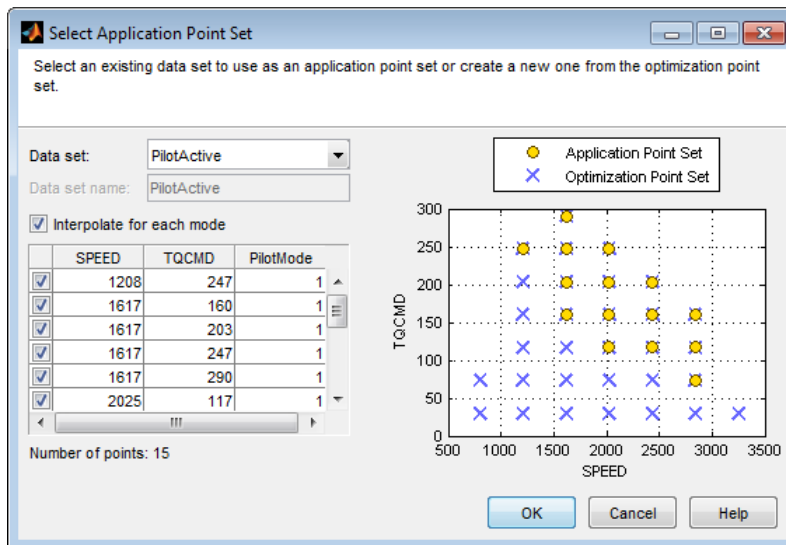 Select Application Point Set
Select an existing data set to use as an application point set or create a new one from the optimization point
set.
Data set: PilotActive
Data set name: PilotActive
Interpolate for each mode
SPEED TQCMD PilotMode
1208 247 1
1617 160 1
1617 203 1
1617 247 1
1617 290 1
2025 117 1
Number of points: 15
Application Point Set
Optimization Point Set
300
250
200
150
100
50
0
TQCMD
500 1000 1500 2000 2500 3000 3500
SPEED
OK Cancel Help